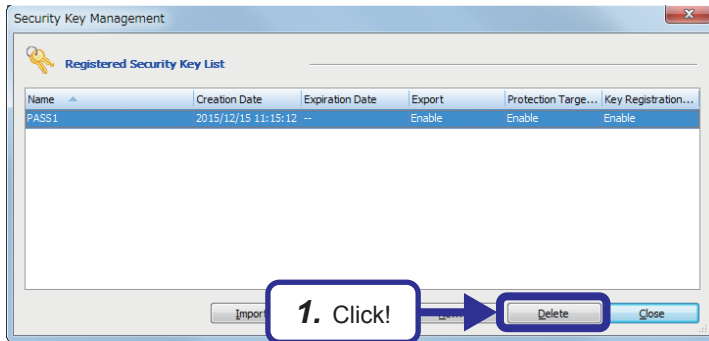 Security Key Management
Registered Security Key List
Name Creation Date Expiration Date Export Protection Targe... Key Registration...
PASS1 2015/12/15 11:15:12 -- Enable Enable Enable
Import
1. Click!
Delete Close